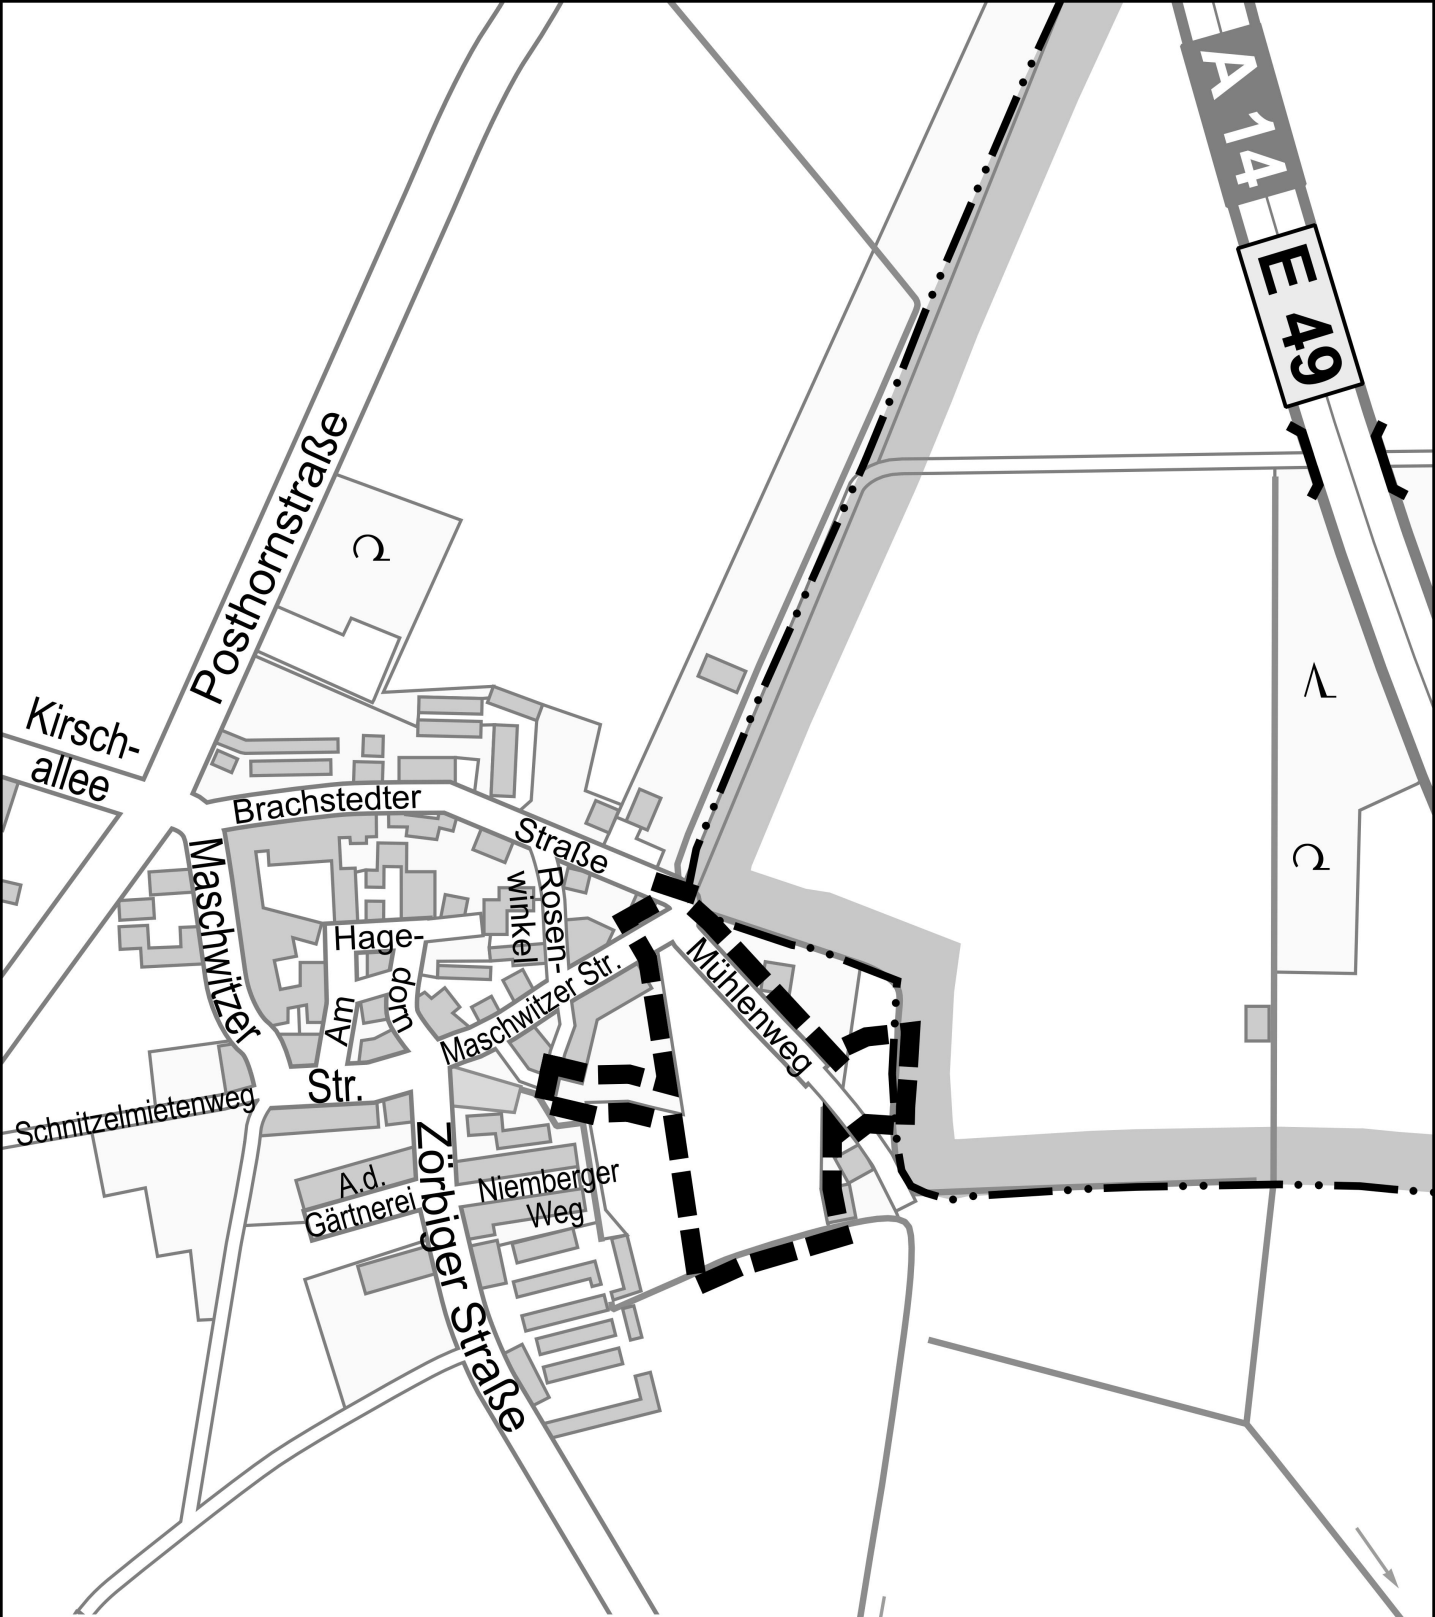 A 14
E 49
Posthornstraße
Kirsch-
allee
Brachstedter
Straße
Maschwitzer
Rosen-
winkel
Hage-
dorn
Am
Maschwitzer Str.
Mühlenweg
Str.
Schnitzelmietenweg
Zörbiger Straße
A.d.
Gärtnerei
Niemberger
Weg